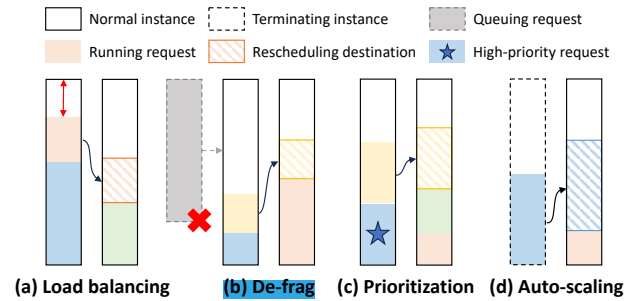 Normal instance
Terminating instance
Queuing request
Running request
Rescheduling destination
High-priority request
(a) Load balancing
(b) De-frag
(c) Prioritization
(d) Auto-scaling